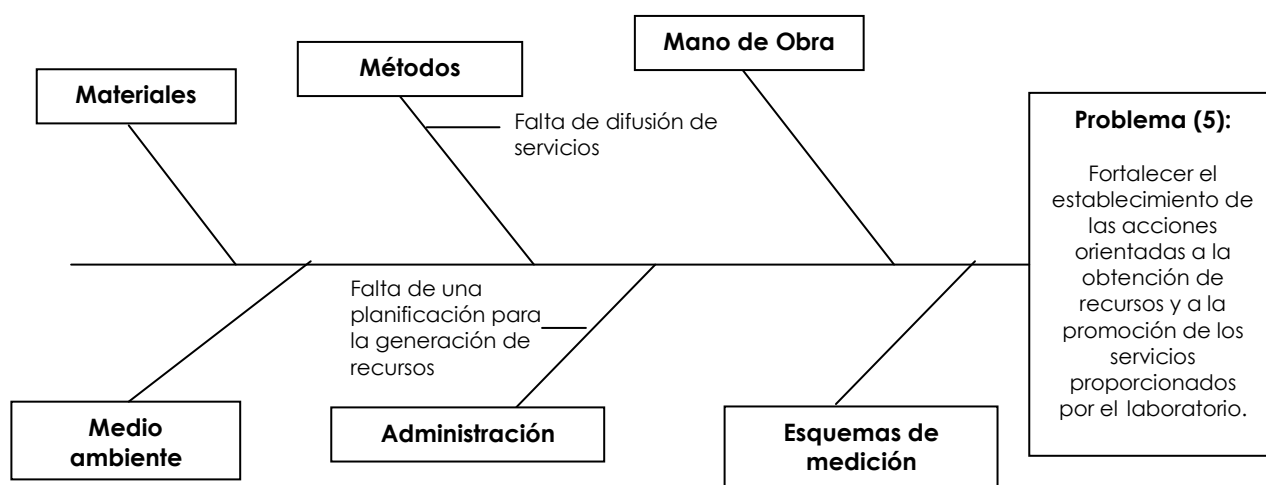 Mano de Obra
Métodos
Materiales
Falta de difusión de
servicios
Problema (5):
Fortalecer el
establecimiento de
las acciones
orientadas a la
obtención de
recursos y a la
promoción de los
servicios
proporcionados
por el laboratorio.
Falta de una
planificación para
la generación de
recursos
Medio
ambiente
Administración
Esquemas de
medición